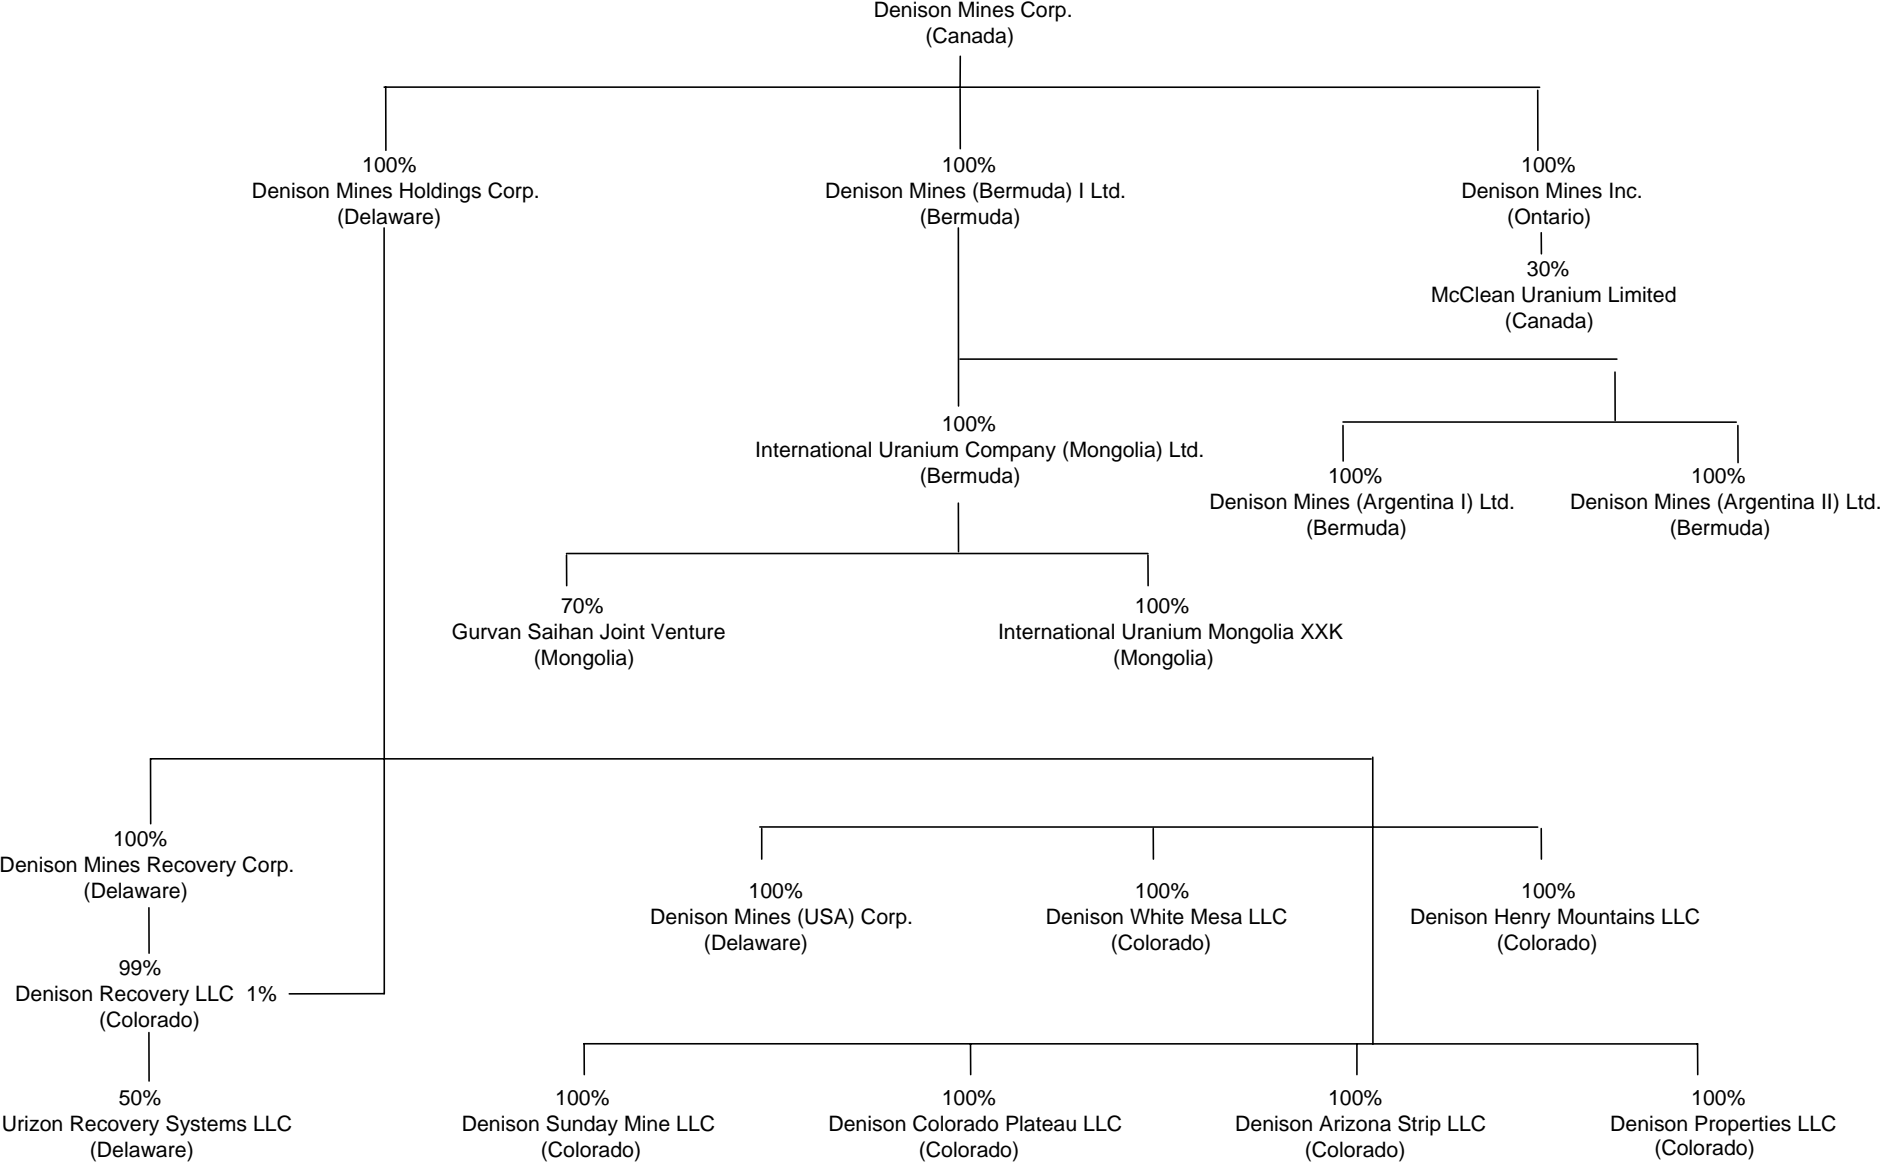 Denison Mines Corp.
(Canada)
100%
Denison Mines Holdings Corp.
(Delaware)
100%
Denison Mines (Bermuda) I Ltd.
(Bermuda)
100%
Denison Mines Inc.
(Ontario)
30%
McClean Uranium Limited
(Canada)
100%
International Uranium Company (Mongolia) Ltd.
(Bermuda)
100%
Denison Mines (Argentina I) Ltd.
(Bermuda)
100%
Denison Mines (Argentina II) Ltd.
(Bermuda)
70%
Gurvan Saihan Joint Venture
(Mongolia)
100%
International Uranium Mongolia XXK
(Mongolia)
100%
Denison Mines Recovery Corp.
(Delaware)
100%
Denison Mines (USA) Corp.
(Delaware)
100%
Denison White Mesa LLC
(Colorado)
100%
Denison Henry Mountains LLC
(Colorado)
99%
Denison Recovery LLC 1%
(Colorado)
50%
Urizon Recovery Systems LLC
(Delaware)
100%
Denison Sunday Mine LLC
(Colorado)
100%
Denison Colorado Plateau LLC
(Colorado)
100%
Denison Arizona Strip LLC
(Colorado)
100%
Denison Properties LLC
(Colorado)